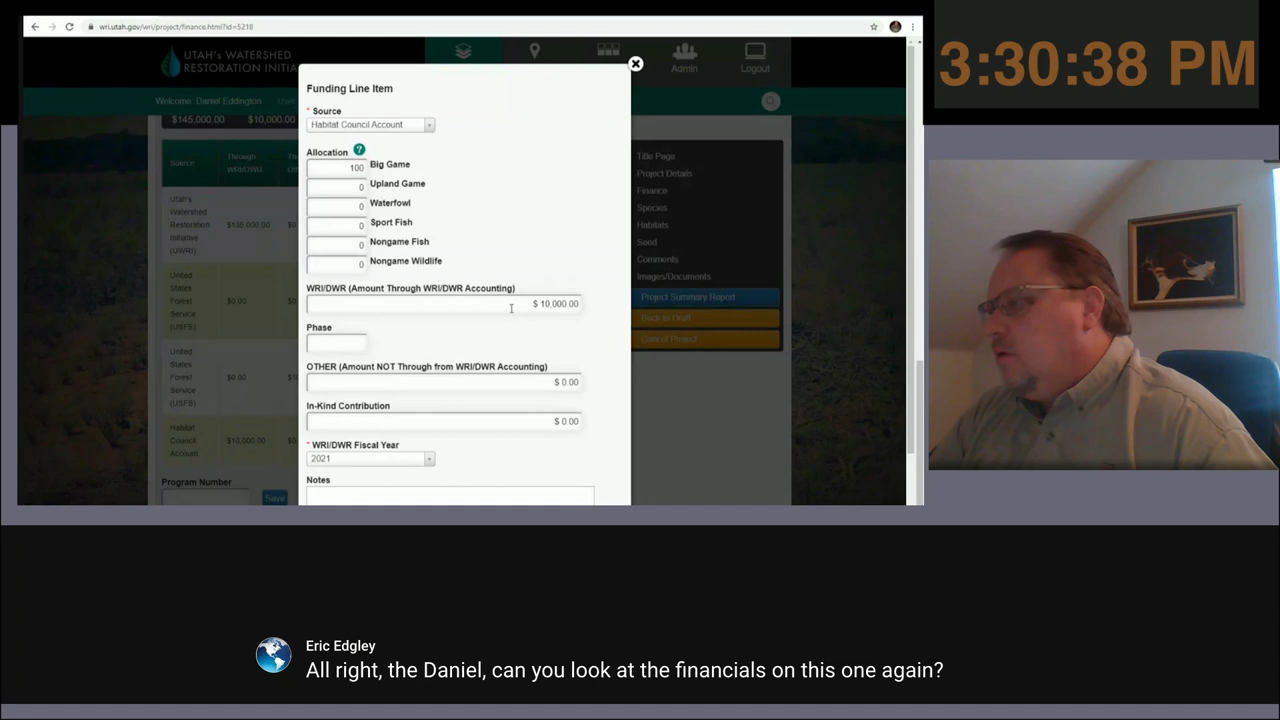 wri.utah.gov/wri/project/finance.html?id=5218
3:30:38 PM
UTAH'S WATERSHED
RESTORATION INITIA
Admin
Logout
Welcome: Daniel Eddington
User
$145,000.00
$10,000.0
Source
Through
WRI/DWR
Utah's
Watershed
Restoration
Initiative
(UWRI)
$135,000.00
United
States
Forest
Service
(USFS)
$0.00
United
States
Forest
Service
(USFS)
$0.00
Habitat
Council
Account
$10,000.00
Program Number
Save
Funding Line Item
* Source
Habitat Council Account
Allocation ?
100 Big Game
0 Upland Game
0 Waterfowl
0 Sport Fish
0 Nongame Fish
0 Nongame Wildlife
WRI/DWR (Amount Through WRI/DWR Accounting)
$ 10,000.00
Phase
OTHER (Amount NOT Through from WRI/DWR Accounting)
$ 0.00
In-Kind Contribution
$ 0.00
* WRI/DWR Fiscal Year
2021
Notes
Title Page
Project Details
Finance
Species
Habitats
Seed
Comments
Images/Documents
Project Summary Report
Back to Draft
Cancel Project
Eric Edgley
All right, the Daniel, can you look at the financials on this one again?